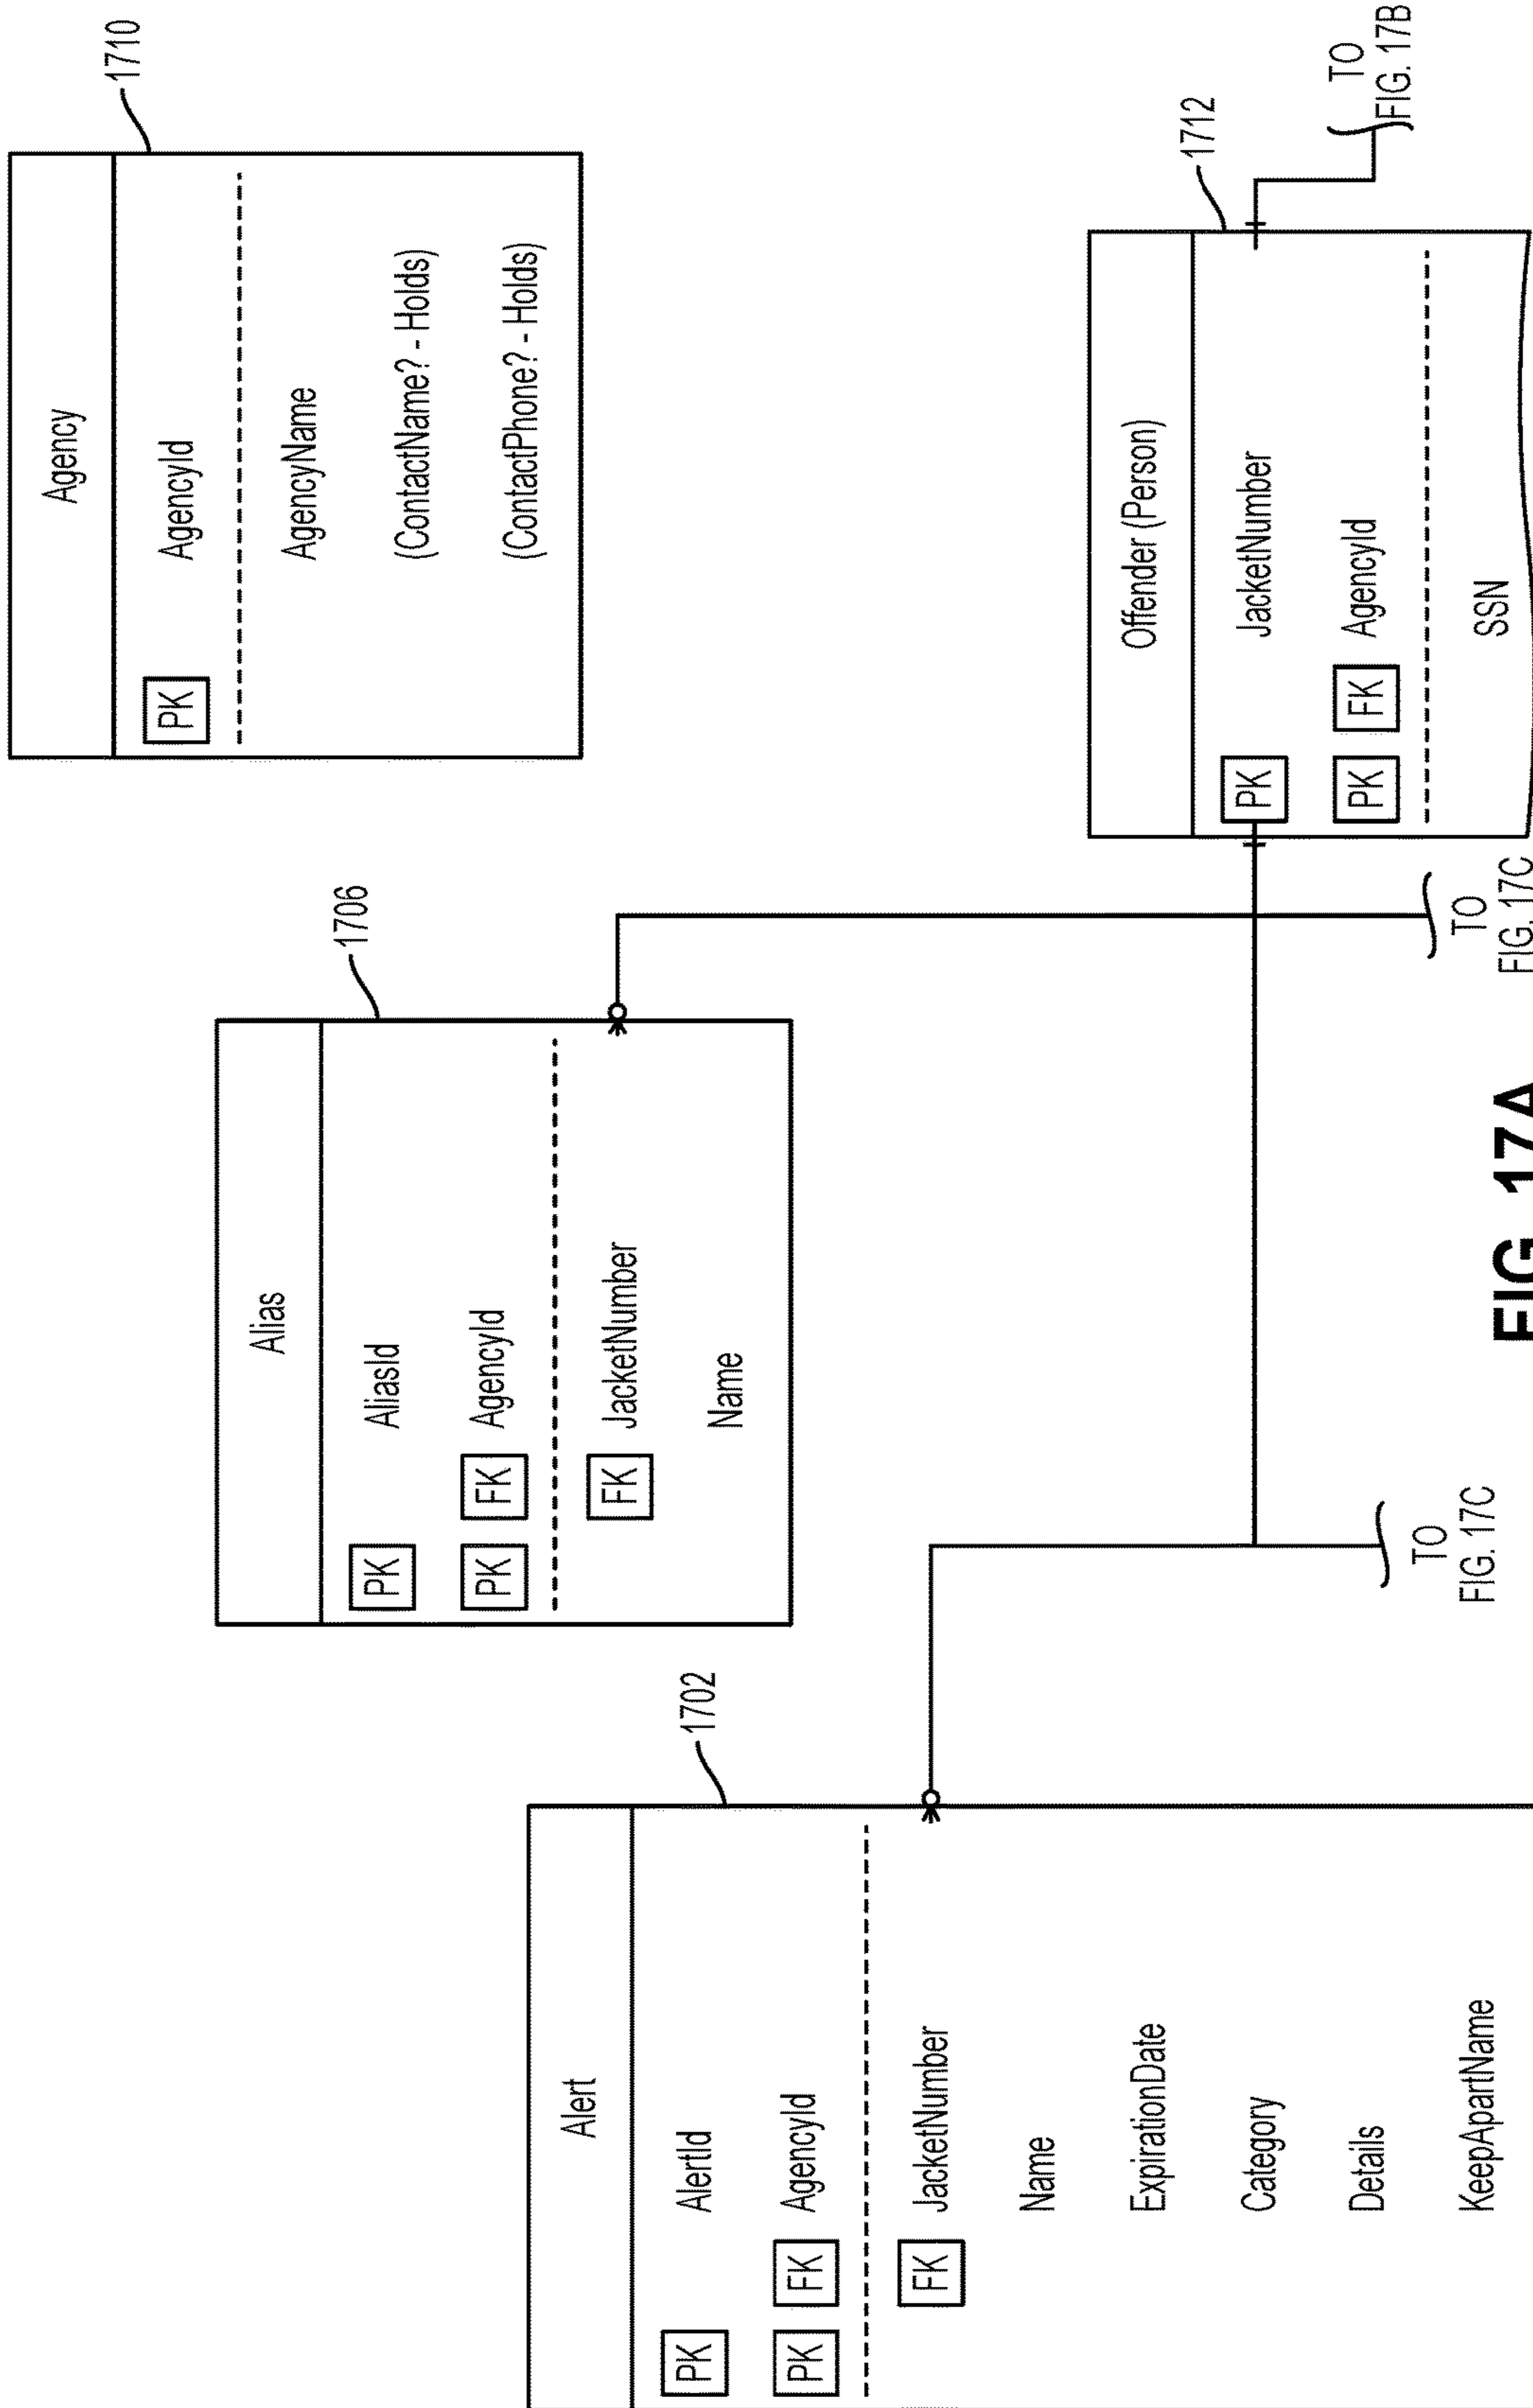 Alert
PK AlertId
PK FK AgencyId
FK JacketNumber
Name
ExpirationDate
Category
Details
KeepApartName
1702
Alias
PK AliasId
PK FK AgencyId
FK JacketNumber
Name
1706
Agency
PK AgencyId
AgencyName
(ContactName? - Holds)
(ContactPhone? - Holds)
1710
Offender (Person)
PK JacketNumber
PK FK AgencyId
SSN
1712
TO
FIG. 17B
TO
FIG. 17C
TO
FIG. 17C
FIG. 17A